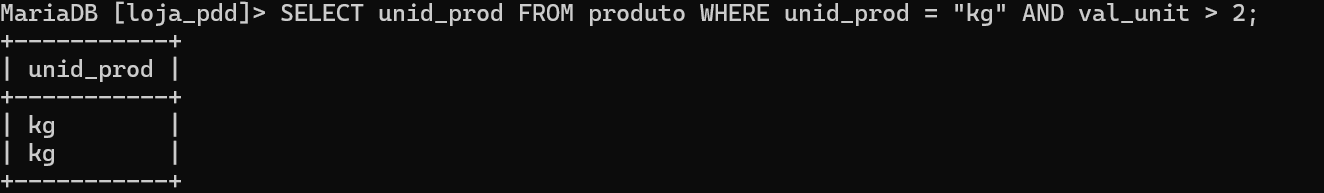 MariaDB [loja_pdd]> SELECT unid_prod FROM produto WHERE unid_prod = "kg" AND val_unit > 2;
+-----------+
| unid_prod |
+-----------+
| kg        |
| kg        |
+-----------+